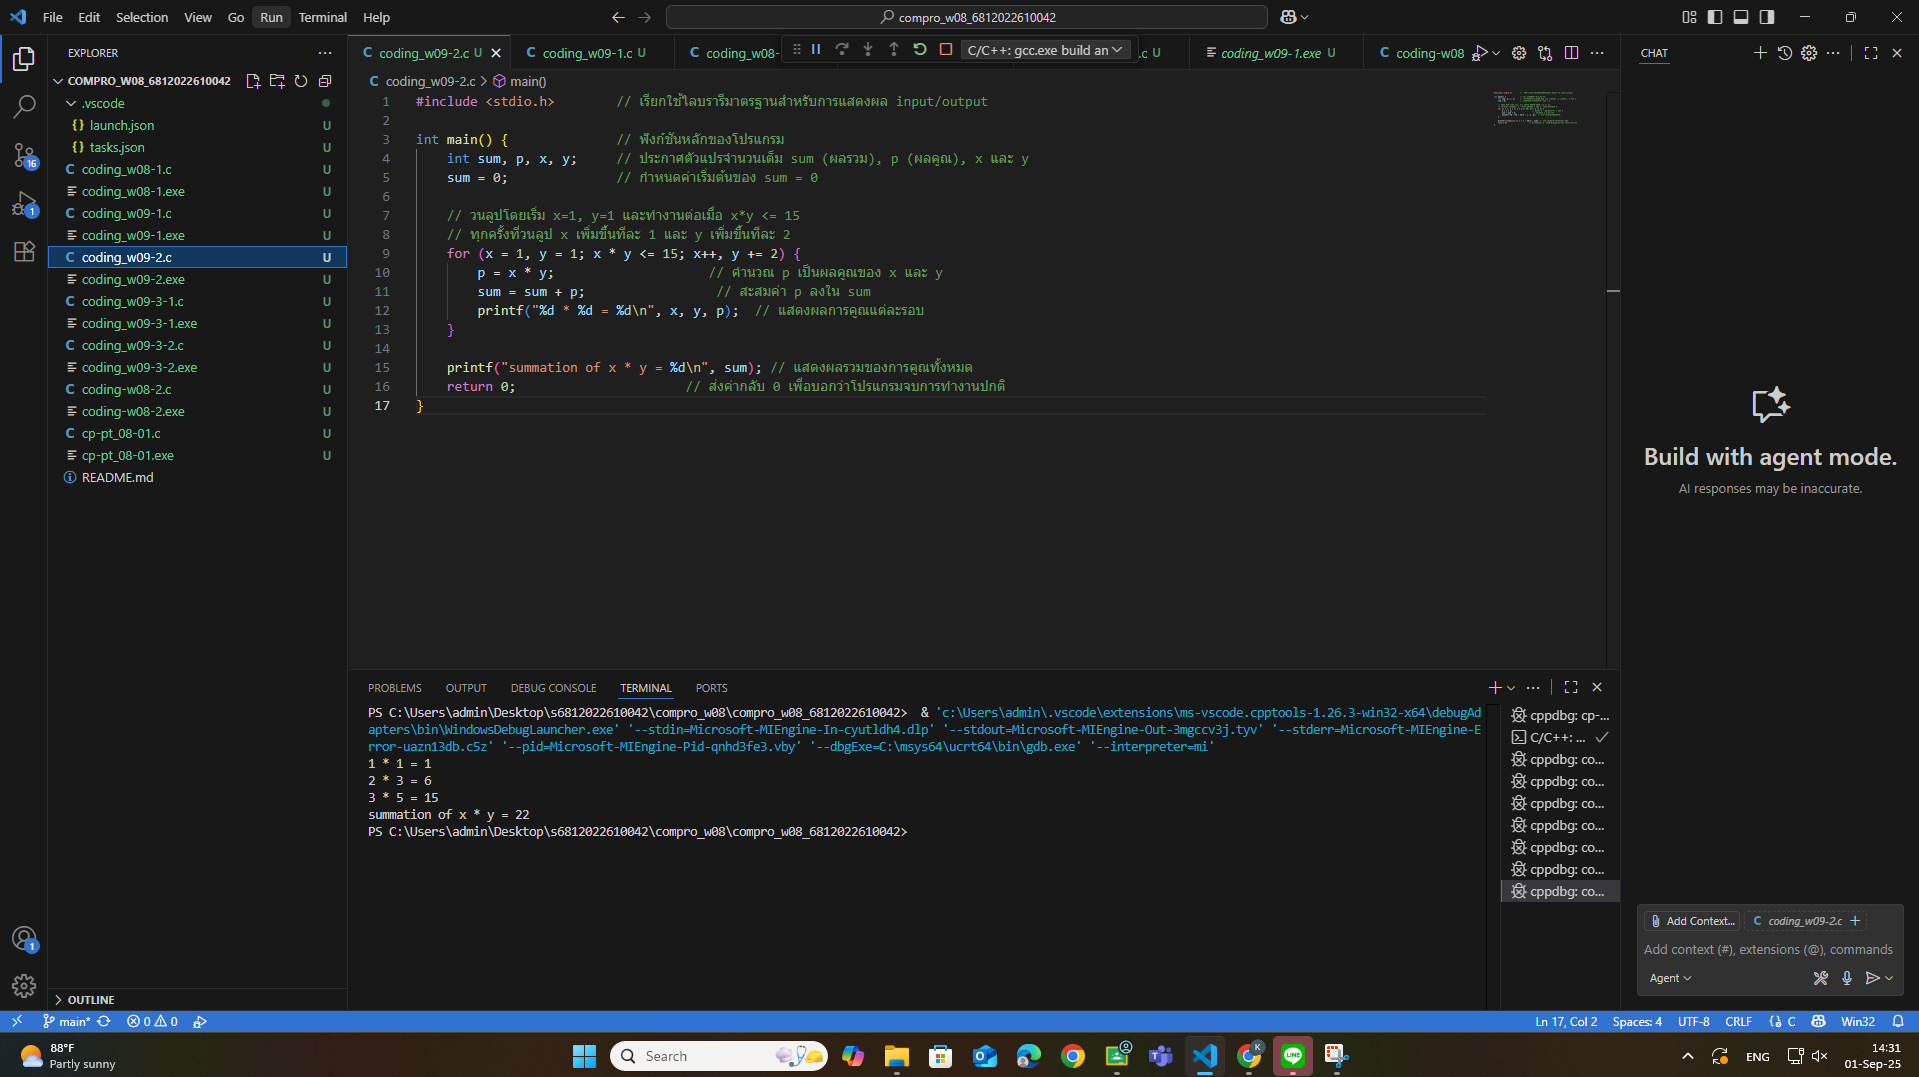 File Edit Selection View Go Run Terminal Help
compro_w08_6812022610042
EXPLORER
COMPRO_W08_6812022610042
.vscode
launch.json U
tasks.json U
coding_w08-1.c U
coding_w08-1.exe U
coding_w09-1.c U
coding_w09-1.exe U
coding_w09-2.c U
coding_w09-2.exe U
coding_w09-3-1.c U
coding_w09-3-1.exe U
coding_w09-3-2.c U
coding_w09-3-2.exe U
coding-w08-2.c U
coding-w08-2.exe U
cp-pt_08-01.c U
cp-pt_08-01.exe U
README.md
OUTLINE
16
1
1
coding_w09-2.c U
coding_w09-1.c U
coding_w08-
C/C++: gcc.exe build an
.c U
coding_w09-1.exe U
coding-w08
coding_w09-2.c > main()
1 #include <stdio.h> // เรียกใช้ไลบรารีมาตรฐานสำหรับการแสดงผล input/output
2
3 int main() { // ฟังก์ชันหลักของโปรแกรม
4 int sum, p, x, y; // ประกาศตัวแปรจำนวนเต็ม sum (ผลรวม), p (ผลคูณ), x และ y
5 sum = 0; // กำหนดค่าเริ่มต้นของ sum = 0
6
7 // วนลูปโดยเริ่ม x=1, y=1 และทำงานต่อเมื่อ x*y <= 15
8 // ทุกครั้งที่วนลูป x เพิ่มขึ้นทีละ 1 และ y เพิ่มขึ้นทีละ 2
9 for (x = 1, y = 1; x * y <= 15; x++, y += 2) {
10 p = x * y; // คำนวณ p เป็นผลคูณของ x และ y
11 sum = sum + p; // สะสมค่า p ลงใน sum
12 printf("%d * %d = %d\n", x, y, p); // แสดงผลการคูณแต่ละรอบ
13 }
14
15 printf("summation of x * y = %d\n", sum); // แสดงผลรวมของการคูณทั้งหมด
16 return 0; // ส่งค่ากลับ 0 เพื่อบอกว่าโปรแกรมจบการทำงานปกติ
17 }
PROBLEMS OUTPUT DEBUG CONSOLE TERMINAL PORTS
PS C:\Users\admin\Desktop\s6812022610042\compro_w08\compro_w08_6812022610042> & 'c:\Users\admin\.vscode\extensions\ms-vscode.cpptools-1.26.3-win32-x64\debugAd
apters\bin\WindowsDebugLauncher.exe' '--stdin=Microsoft-MIEngine-In-cyutldh4.dlp' '--stdout=Microsoft-MIEngine-Out-3mgccv3j.tyv' '--stderr=Microsoft-MIEngine-E
rror-uazn13db.c5z' '--pid=Microsoft-MIEngine-Pid-qnhd3fe3.vby' '--dbgExe=C:\msys64\ucrt64\bin\gdb.exe' '--interpreter=mi'
1 * 1 = 1
2 * 3 = 6
3 * 5 = 15
summation of x * y = 22
PS C:\Users\admin\Desktop\s6812022610042\compro_w08\compro_w08_6812022610042>
cppdbg: cp-...
C/C++: ...
cppdbg: co...
cppdbg: co...
cppdbg: co...
cppdbg: co...
cppdbg: co...
cppdbg: co...
cppdbg: co...
CHAT
Build with agent mode.
AI responses may be inaccurate.
Add Context... coding_w09-2.c
Add context (#), extensions (@), commands
Agent
main* 0 0
Ln 17, Col 2 Spaces: 4 UTF-8 CRLF C Win32
88°F
Partly sunny
Search
K
LINE
ENG
14:31
01-Sep-25